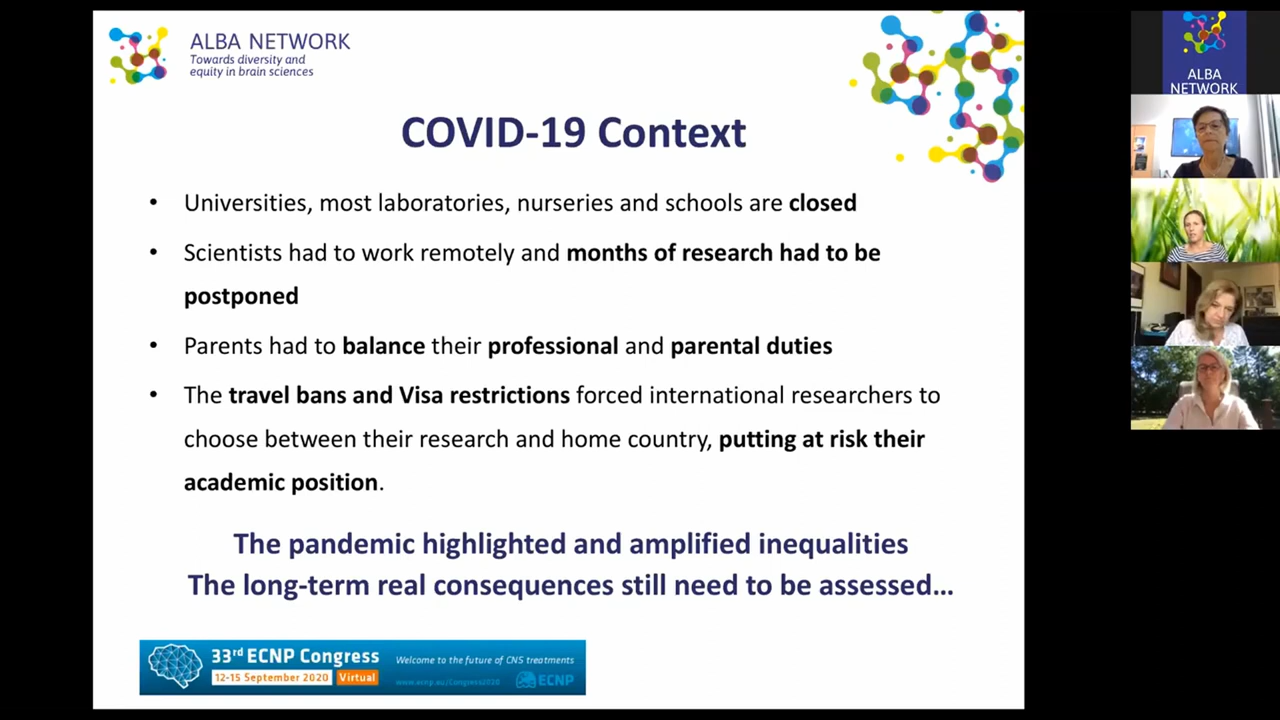 ALBA NETWORK
Towards diversity and
equity in brain sciences
COVID-19 Context
• Universities, most laboratories, nurseries and schools are closed
• Scientists had to work remotely and months of research had to be
postponed
• Parents had to balance their professional and parental duties
• The travel bans and Visa restrictions forced international researchers to
choose between their research and home country, putting at risk their
academic position.
The pandemic highlighted and amplified inequalities
The long-term real consequences still need to be assessed…
33rd ECNP Congress
12-15 September 2020 Virtual
Welcome to the future of CNS treatments
www.ecnp.eu/Congress2020
ECNP
ALBA
NETWORK